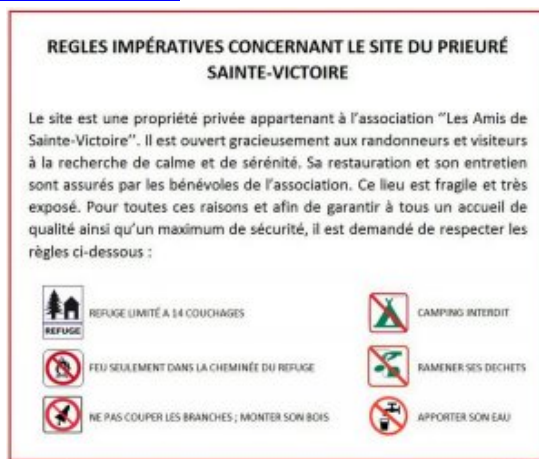 REGLES IMPÉRATIVES CONCERNANT LE SITE DU PRIEURÉ
SAINTE-VICTOIRE
Le site est une propriété privée appartenant à l'association "Les Amis de
Sainte-Victoire". Il est ouvert gracieusement aux randonneurs et visiteurs
à la recherche de calme et de sérénité. Sa restauration et son entretien
sont assurés par les bénévoles de l'association. Ce lieu est fragile et très
exposé. Pour toutes ces raisons et afin de garantir à tous un accueil de
qualité ainsi qu'un maximum de sécurité, il est demandé de respecter les
règles ci-dessous :
REFUGE
REFUGE LIMITÉ A 14 COUCHAGES
CAMPING INTERDIT
FEU SEULEMENT DANS LA CHEMINÉE DU REFUGE
RAMENER SES DECHETS
NE PAS COUPER LES BRANCHES ; MONTER SON BOIS
APPORTER SON EAU